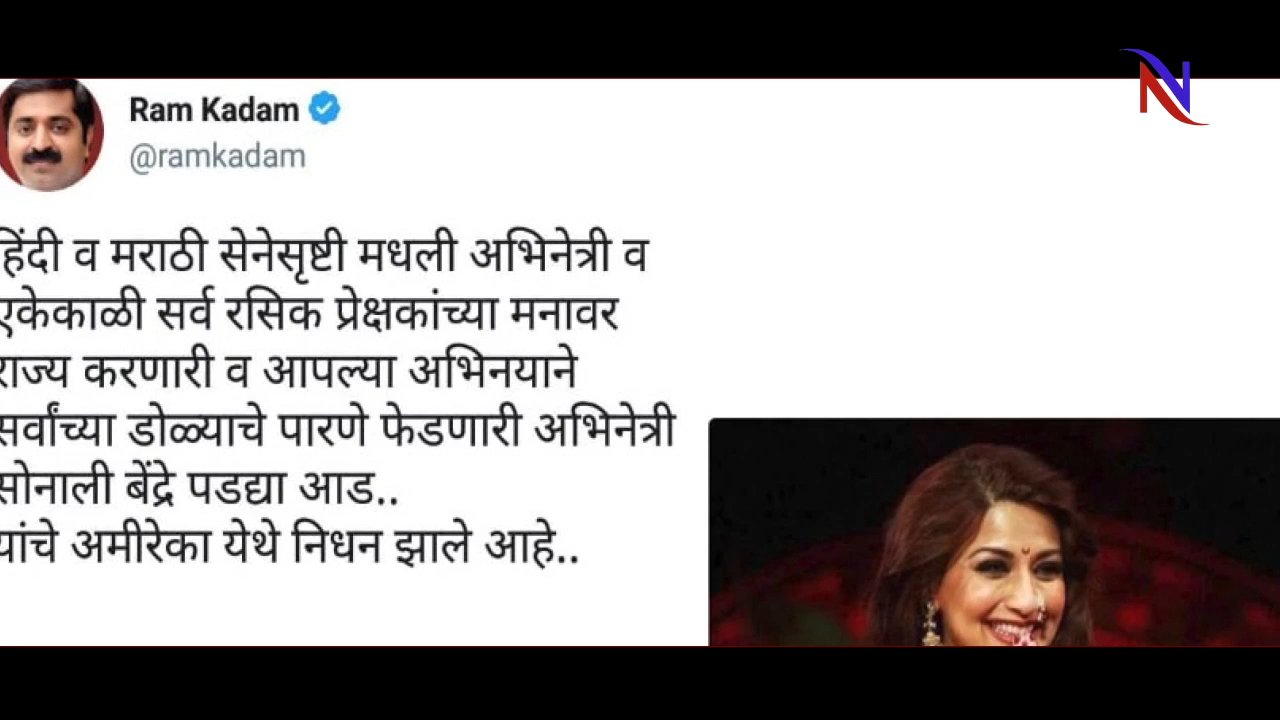 Ram Kadam
@ramkadam
हिंदी व मराठी सेनेसृष्टी मधली अभिनेत्री व
एकेकाळी सर्व रसिक प्रेक्षकांच्या मनावर
राज्य करणारी व आपल्या अभिनयाने
सर्वांच्या डोळ्याचे पारणे फेडणारी अभिनेत्री
सोनाली बेंद्रे पडद्या आड..
यांचे अमीरेका येथे निधन झाले आहे..
N